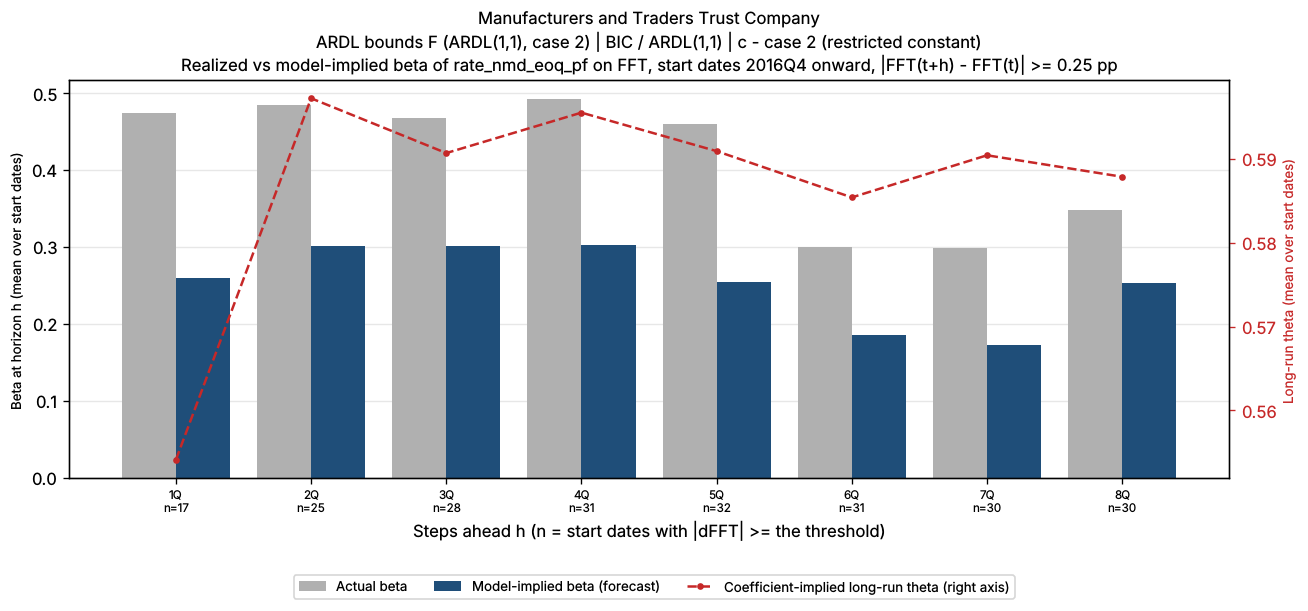 Manufacturers and Traders Trust Company
ARDL bounds F (ARDL(1,1), case 2) | BIC / ARDL(1,1) | c - case 2 (restricted constant)
Realized vs model-implied beta of rate_nmd_eoq_pf on FFT, start dates 2016Q4 onward, |FFT(t+h) - FFT(t)| >= 0.25 pp
Beta at horizon h (mean over start dates)
0.5
0.4
0.3
0.2
0.1
0.0
0.59
0.58
0.57
0.56
Long-run theta (mean over start dates)
1Q 2Q 3Q 4Q 5Q 6Q 7Q 8Q
n=17 n=25 n=28 n=31 n=32 n=31 n=30 n=30
Steps ahead h (n = start dates with |dFFT| >= the threshold)
Actual beta Model-implied beta (forecast) Coefficient-implied long-run theta (right axis)